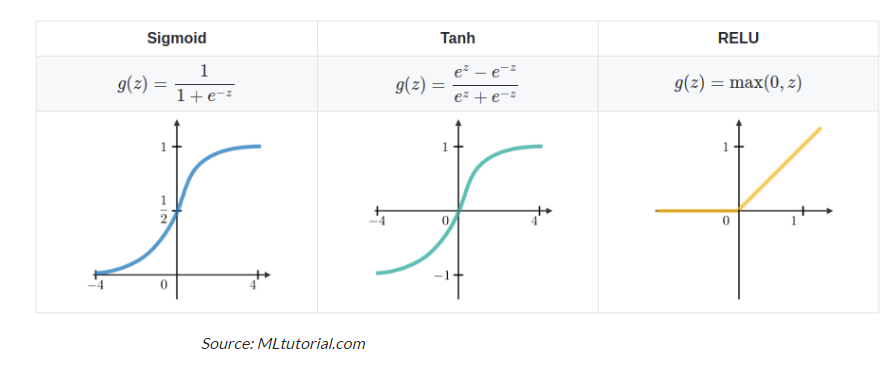 Sigmoid Tanh RELU
g(z) = 1 / (1 + e^{-z}) g(z) = (e^z − e^{-z}) / (e^z + e^{-z}) g(z) = max(0, z)
1 1 1
1/2
−4 0 4 −4 0 4 −1 0 1
Source: MLtutorial.com